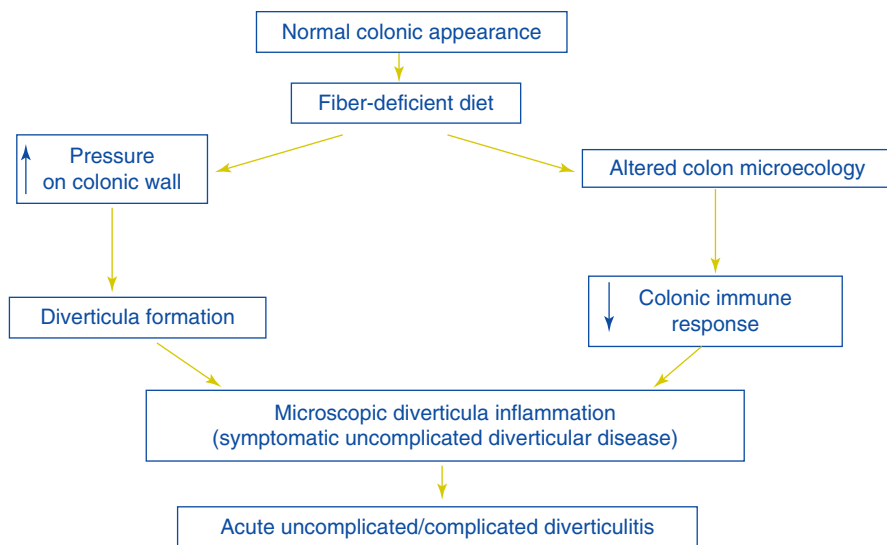 Normal colonic appearance
Fiber-deficient diet
Pressure
on colonic wall
Altered colon microecology
Diverticula formation
Colonic immune
response
Microscopic diverticula inflammation
(symptomatic uncomplicated diverticular disease)
Acute uncomplicated/complicated diverticulitis